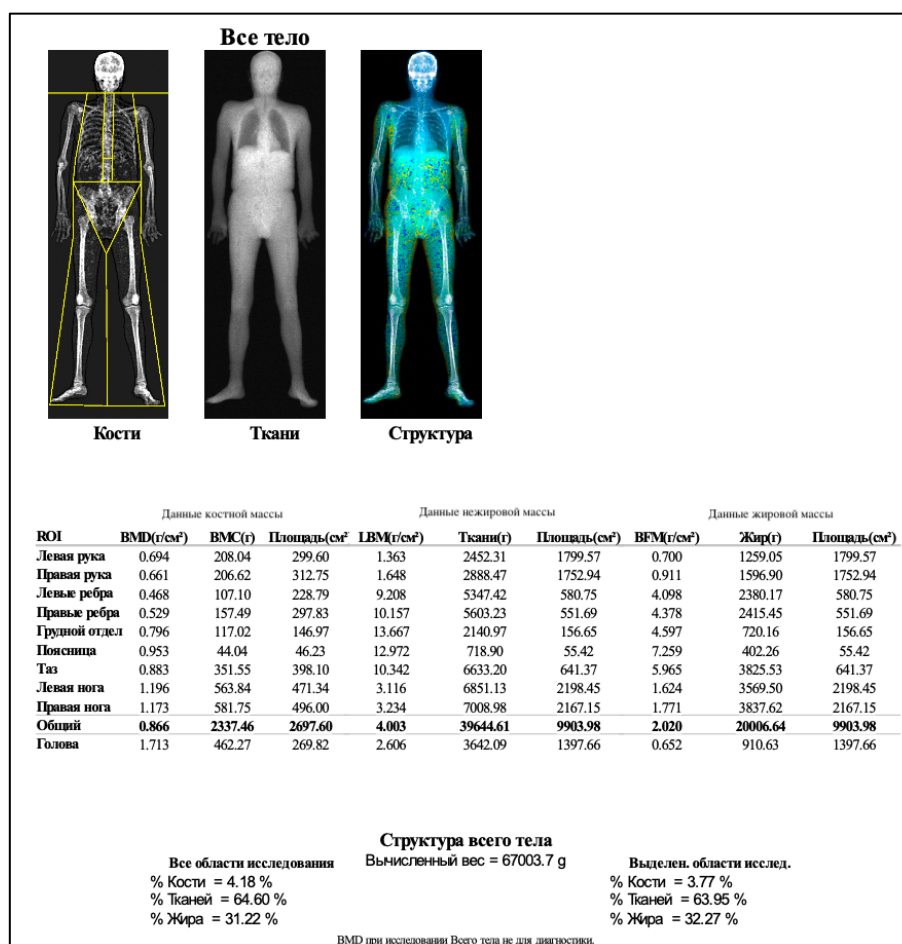 Все тело
Кости Ткани Структура
Данные костной массы Данные нежировой массы Данные жировой массы
ROI BMD(г/см²) BMC(г) Площадь(см² LBM(г/см²) Ткани(г) Площадь(см²) BFM(г/см²) Жир(г) Площадь(см²)
Левая рука 0.694 208.04 299.60 1.363 2452.31 1799.57 0.700 1259.05 1799.57
Правая рука 0.661 206.62 312.75 1.648 2888.47 1752.94 0.911 1596.90 1752.94
Левые ребра 0.468 107.10 228.79 9.208 5347.42 580.75 4.098 2380.17 580.75
Правые ребра 0.529 157.49 297.83 10.157 5603.23 551.69 4.378 2415.45 551.69
Грудной отдел 0.796 117.02 146.97 13.667 2140.97 156.65 4.597 720.16 156.65
Поясница 0.953 44.04 46.23 12.972 718.90 55.42 7.259 402.26 55.42
Таз 0.883 351.55 398.10 10.342 6633.20 641.37 5.965 3825.53 641.37
Левая нога 1.196 563.84 471.34 3.116 6851.13 2198.45 1.624 3569.50 2198.45
Правая нога 1.173 581.75 496.00 3.234 7008.98 2167.15 1.771 3837.62 2167.15
Общий 0.866 2337.46 2697.60 4.003 39644.61 9903.98 2.020 20006.64 9903.98
Голова 1.713 462.27 269.82 2.606 3642.09 1397.66 0.652 910.63 1397.66
Структура всего тела
Вычисленный вес = 67003.7 g
Все области исследования Выделен. области исслед.
% Кости = 4.18 % % Кости = 3.77 %
% Тканей = 64.60 % % Тканей = 63.95 %
% Жира = 31.22 % % Жира = 32.27 %
BMD при исследовании Всего тела не для диагностики.